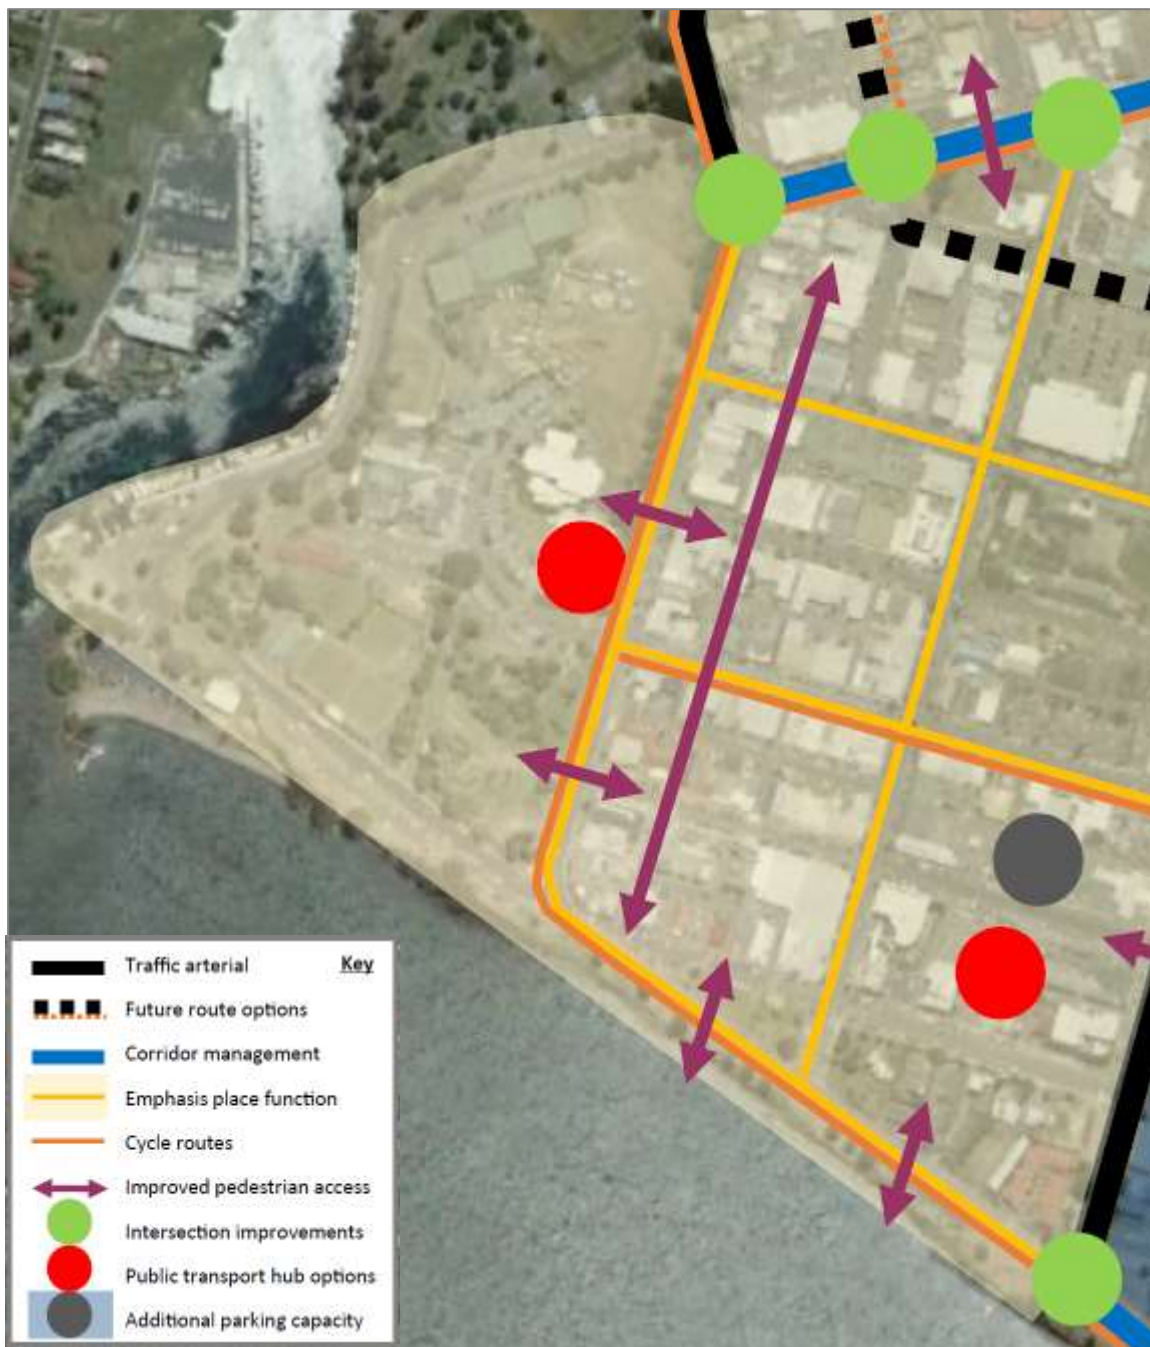 Key
Traffic arterial
Future route options
Corridor management
Emphasis place function
Cycle routes
Improved pedestrian access
Intersection improvements
Public transport hub options
Additional parking capacity